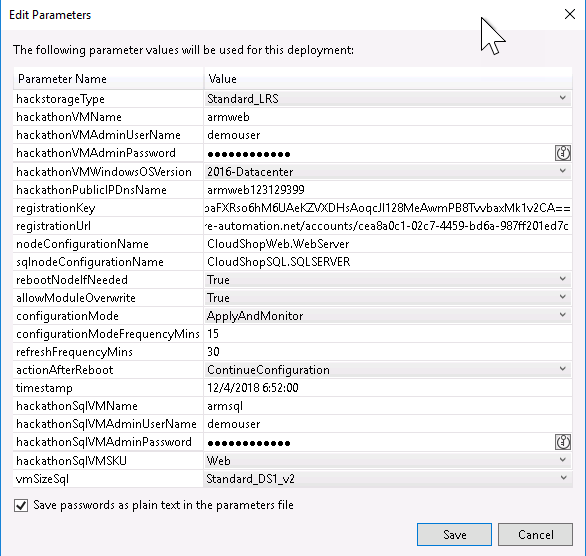 Edit Parameters
The following parameter values will be used for this deployment:
Parameter Name Value
hackstorageType Standard_LRS
hackathonVMName armweb
hackathonVMAdminUserName demouser
hackathonVMAdminPassword ●●●●●●●●●●●●
hackathonVMWindowsOSVersion 2016-Datacenter
hackathonPublicIPDnsName armweb123129399
registrationKey paFXRso6hM6UAeKZVXDHsAoqcJI128MeAwmPB8TvvbaxMk1v2CA==
registrationUrl re-automation.net/accounts/cea8a0c1-02c7-4459-bd6a-987ff201ed7c
nodeConfigurationName CloudShopWeb.WebServer
sqlnodeConfigurationName CloudShopSQL.SQLSERVER
rebootNodeIfNeeded True
allowModuleOverwrite True
configurationMode ApplyAndMonitor
configurationModeFrequencyMins 15
refreshFrequencyMins 30
actionAfterReboot ContinueConfiguration
timestamp 12/4/2018 6:52:00
hackathonSqlVMName armsql
hackathonSqlVMAdminUserName demouser
hackathonSqlVMAdminPassword ●●●●●●●●●●●●
hackathonSqlVMSKU Web
vmSizeSql Standard_DS1_v2
Save passwords as plain text in the parameters file
Save Cancel